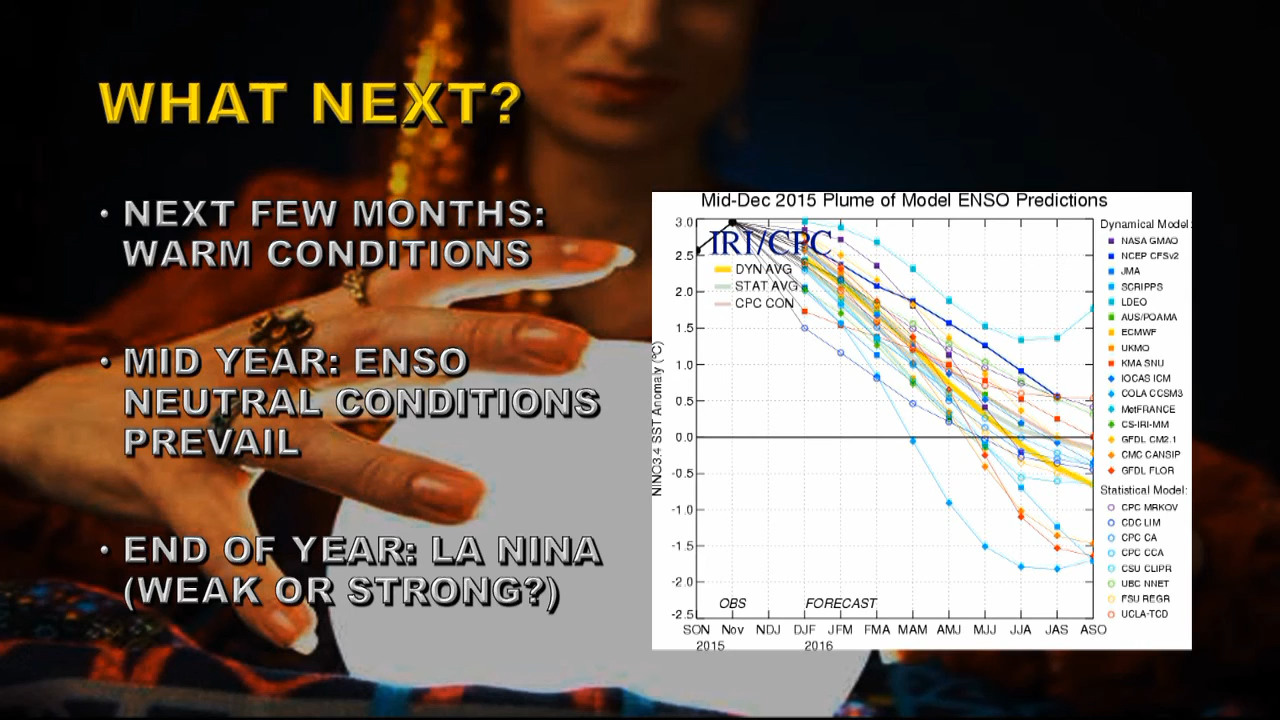 WHAT NEXT?
• NEXT FEW MONTHS:
WARM CONDITIONS
• MID YEAR: ENSO
NEUTRAL CONDITIONS
PREVAIL
• END OF YEAR: LA NINA
(WEAK OR STRONG?)
Mid-Dec 2015 Plume of Model ENSO Predictions
IRI/CPC
DYN AVG
STAT AVG
CPC CON
NINO3.4 SST Anomaly (°C)
3.0
2.5
2.0
1.5
1.0
0.5
0.0
-0.5
-1.0
-1.5
-2.0
-2.5
OBS FORECAST
SON Nov NDJ DJF JFM FMA MAM AMJ MJJ JJA JAS ASO
2015 2016
Dynamical Model:
NASA GMAO
NCEP CFSv2
JMA
SCRIPPS
LDEO
AUS/POAMA
ECMWF
UKMO
KMA SNU
IOCAS ICM
COLA CCSM3
MetFRANCE
CS-IRI-MM
GFDL CM2.1
CMC CANSIP
GFDL FLOR
Statistical Model:
CPC MRKOV
CDC LIM
CPC CA
CPC CCA
CSU CLIPR
UBC NNET
FSU REGR
UCLA-TCD